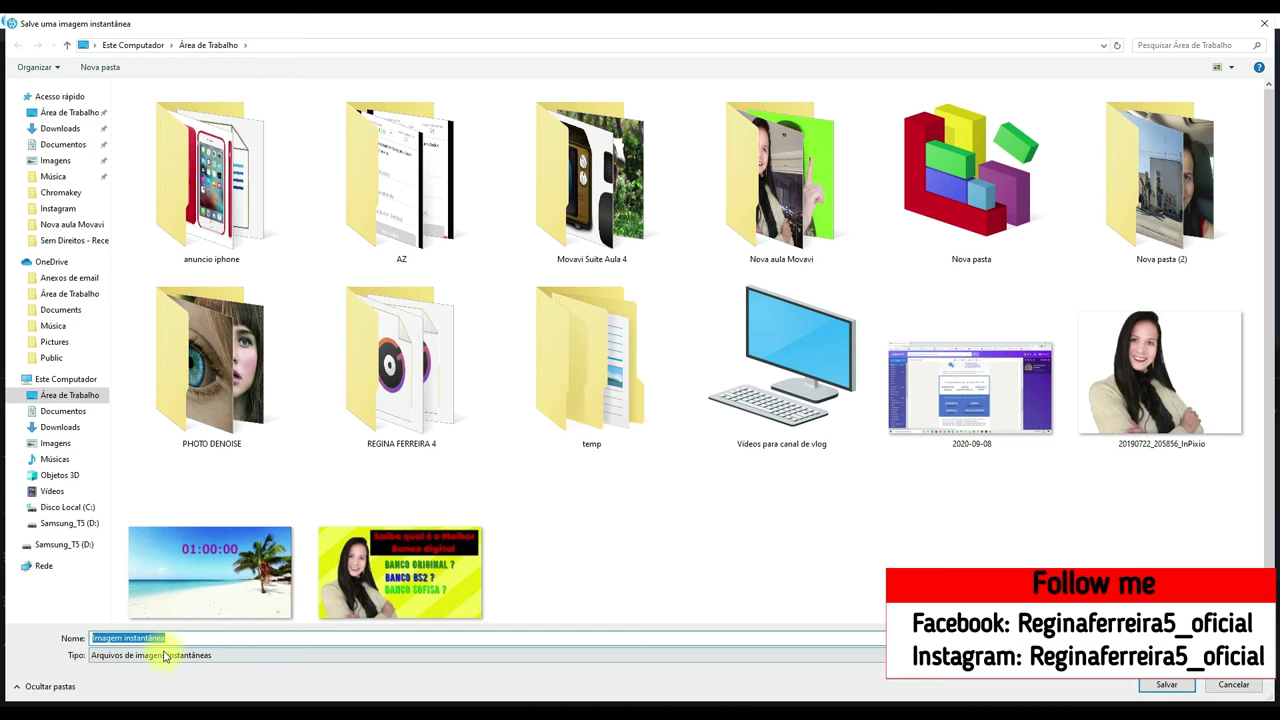 Salve uma imagem instantânea
Este Computador
Área de Trabalho
Pesquisar Área de Trabalho
Organizar
Nova pasta
Acesso rápido
Área de Trabalho
Downloads
Documentos
Imagens
Música
Chromakey
Instagram
Nova aula Movavi
Sem Direitos - Rece
OneDrive
Anexos de email
Área de Trabalho
Documents
Música
Pictures
Public
Este Computador
Área de Trabalho
Documentos
Downloads
Imagens
Músicas
Objetos 3D
Vídeos
Disco Local (C:)
Samsung_T5 (D:)
Samsung_T5 (D:)
Rede
anuncio iphone
AZ
Movavi Suite Aula 4
Nova aula Movavi
Nova pasta
Nova pasta (2)
PHOTO DENOISE
REGINA FERREIRA 4
temp
Vídeos para canal de vlog
2020-09-08
20190722_205856_InPixio
01:00:00
Saiba qual é o Melhor
Banco digital
BANCO ORIGINAL ?
BANCO BS2 ?
BANCO SOFISA ?
Nome: Imagem instantânea
Tipo: Arquivos de imagens instantâneas
Ocultar pastas
Salvar
Cancelar
Follow me
Facebook: Reginaferreira5_oficial
Instagram: Reginaferreira5_oficial